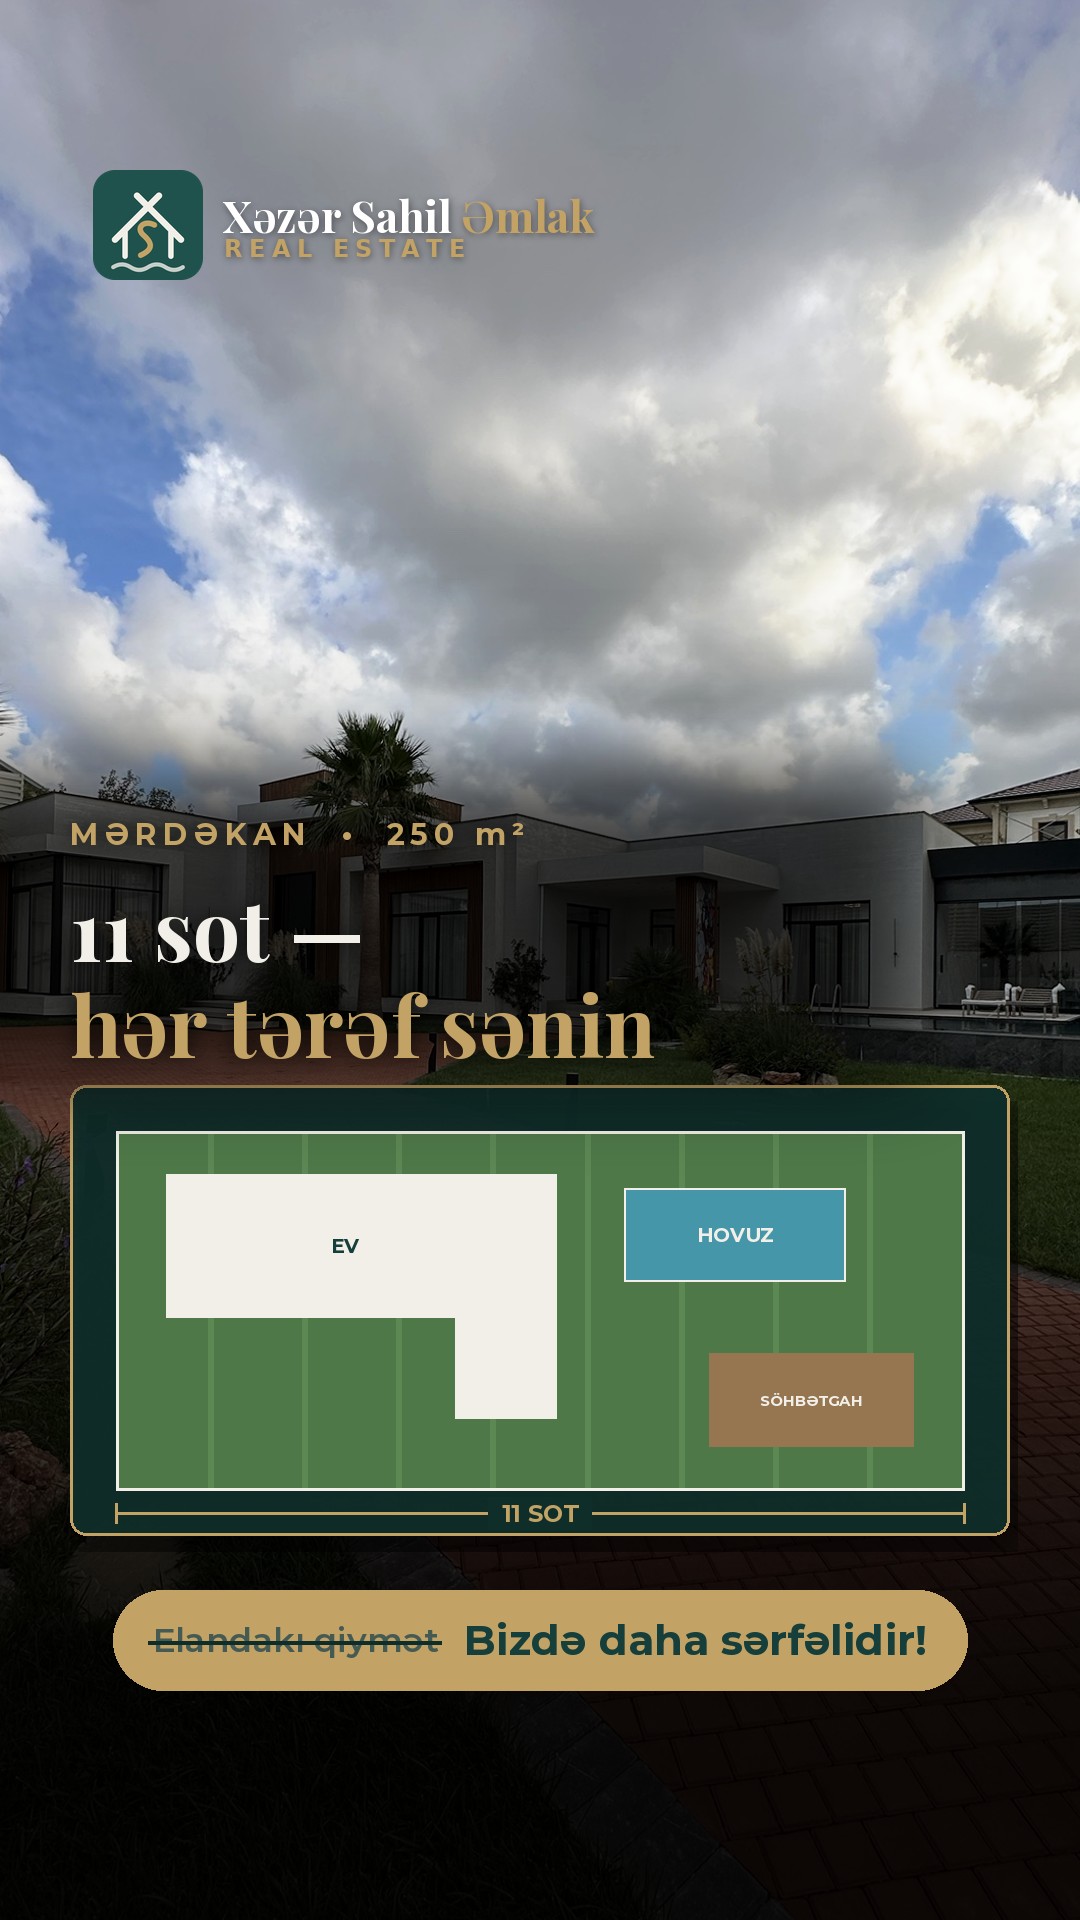 Xəzər Sahil Əmlak
REAL ESTATE
MƏRDƏKAN • 250 m²
11 sot —
hər tərəf sənin
EV
HOVUZ
SÖHBƏTGAH
11 SOT
Elandakı qiymət Bizdə daha sərfəlidir!